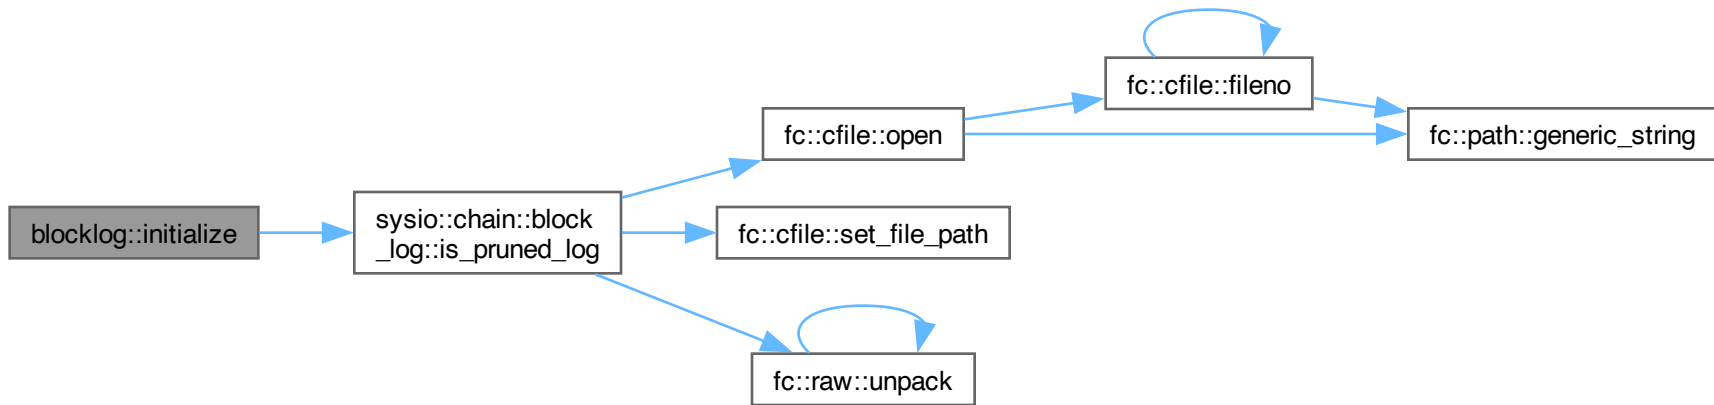 blocklog::initialize
sysio::chain::block
_log::is_pruned_log
fc::cfile::open
fc::cfile::fileno
fc::path::generic_string
fc::cfile::set_file_path
fc::raw::unpack